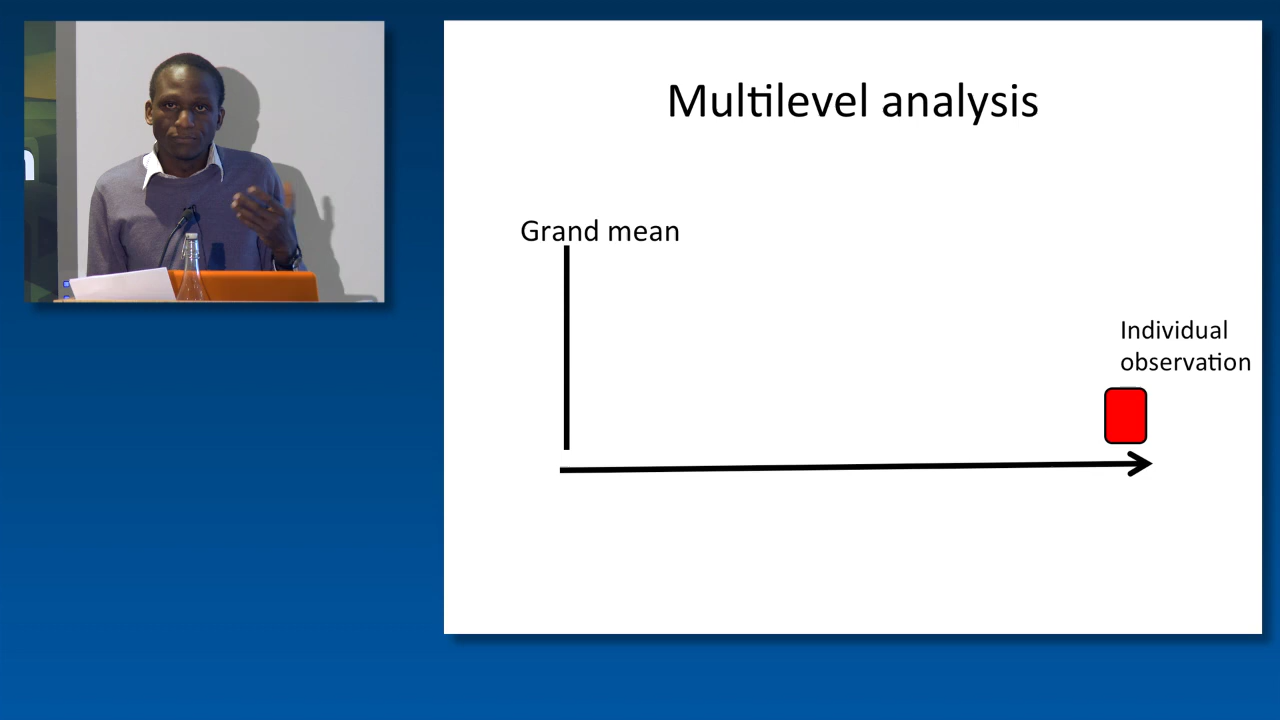 Multilevel analysis
Grand mean
Individual
observation